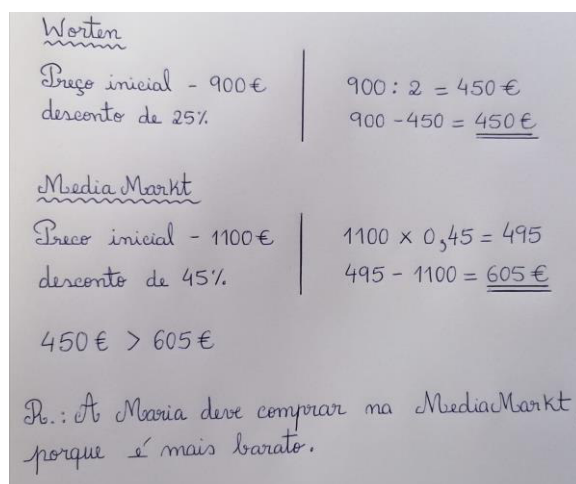 Worten
Preço inicial - 900€
desconto de 25%
900 : 2 = 450 €
900 - 450 = 450 €
Media Markt
Preco inicial - 1100€
desconto de 45%
1100 x 0,45 = 495
495 - 1100 = 605 €
450 € > 605 €
R.: A Maria deve comprar na MediaMarkt
porque é mais barato.